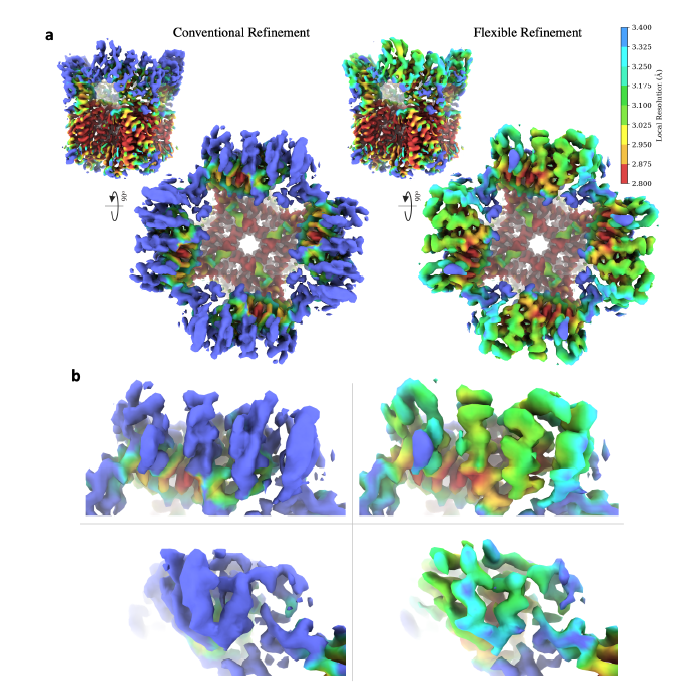 a
Conventional Refinement
Flexible Refinement
3.400
3.325
3.250
3.175
3.100
3.025
2.950
2.875
2.800
Local Resolution (Å)
90°
90°
b